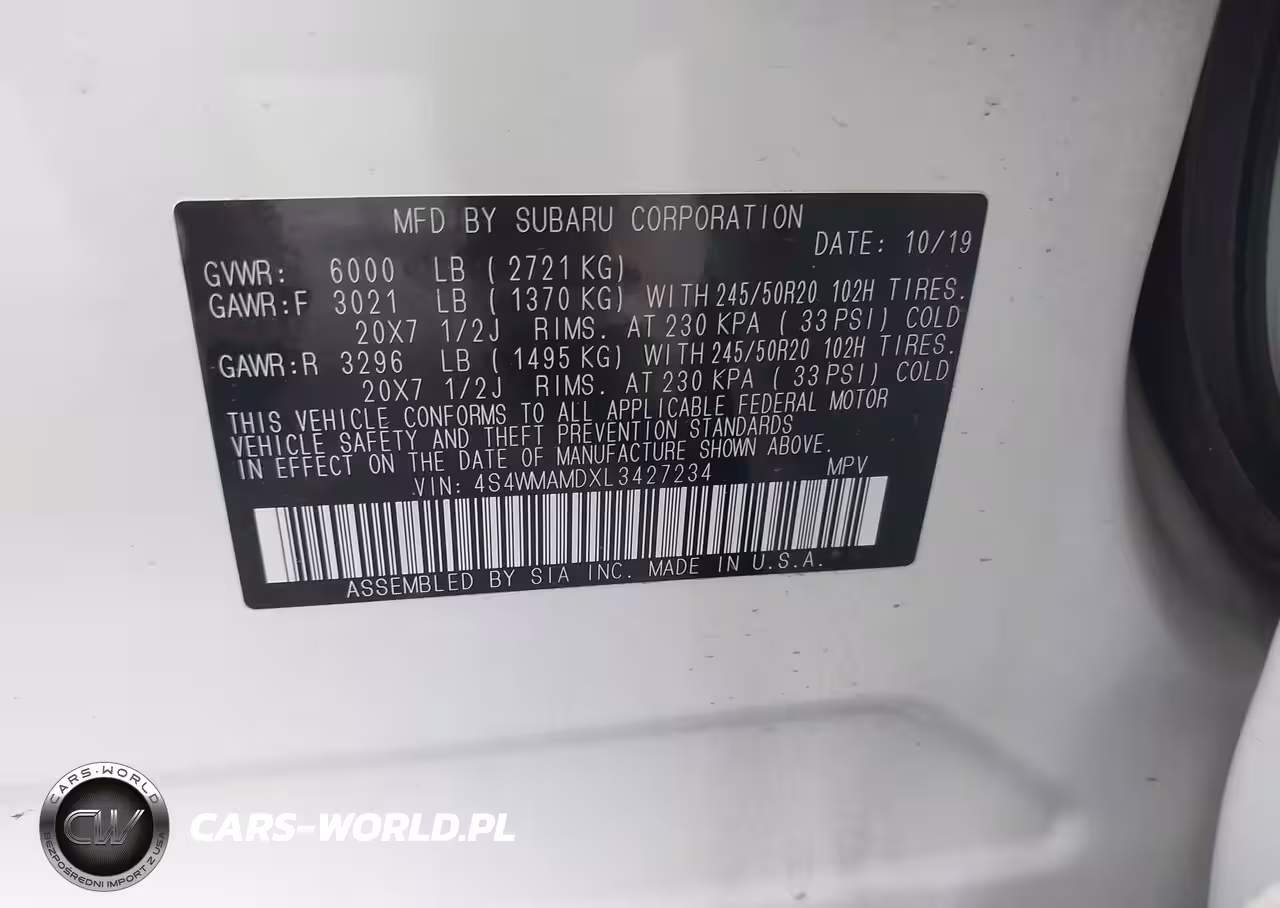 MFD BY SUBARU CORPORATION
DATE: 10/19
GVWR: 6000 LB ( 2721 KG)
GAWR:F 3021 LB ( 1370 KG) WITH 245/50R20 102H TIRES.
20X7 1/2J RIMS. AT 230 KPA ( 33 PSI) COLD
GAWR:R 3296 LB ( 1495 KG) WITH 245/50R20 102H TIRES.
20X7 1/2J RIMS. AT 230 KPA ( 33 PSI) COLD
THIS VEHICLE CONFORMS TO ALL APPLICABLE FEDERAL MOTOR
VEHICLE SAFETY AND THEFT PREVENTION STANDARDS
IN EFFECT ON THE DATE OF MANUFACTURE SHOWN ABOVE.
VIN: 4S4WMAMDXL3427234 MPV
ASSEMBLED BY SIA INC. MADE IN U.S.A.
CARS-WORLD
CW
BEZPOŚREDNI IMPORT Z USA
CARS-WORLD.PL